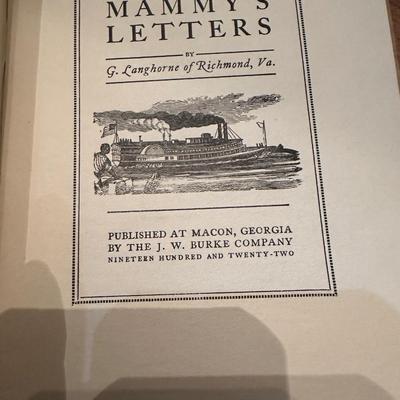 MAMMY'S
LETTERS
BY
G. Langhorne of Richmond, Va.
PUBLISHED AT MACON, GEORGIA
BY THE J. W. BURKE COMPANY
NINETEEN HUNDRED AND TWENTY-TWO